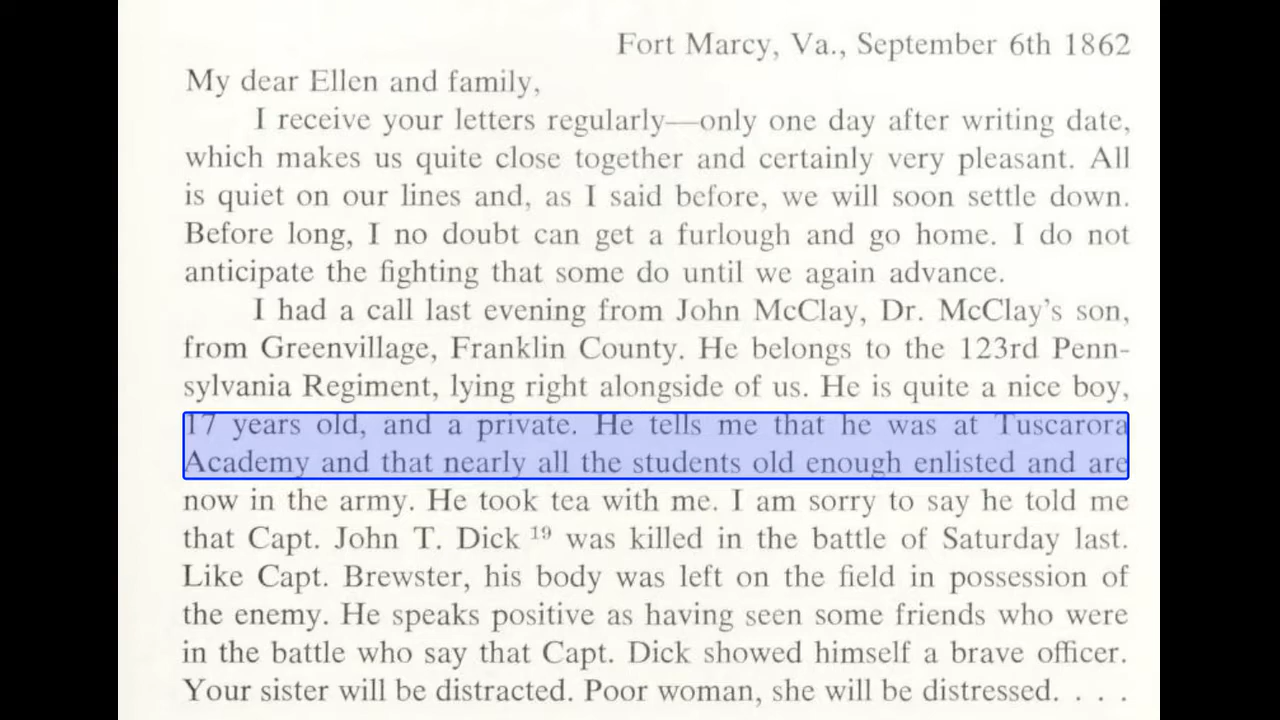 Fort Marcy, Va., September 6th 1862
My dear Ellen and family,
I receive your letters regularly—only one day after writing date,
which makes us quite close together and certainly very pleasant. All
is quiet on our lines and, as I said before, we will soon settle down.
Before long, I no doubt can get a furlough and go home. I do not
anticipate the fighting that some do until we again advance.
I had a call last evening from John McClay, Dr. McClay's son,
from Greenvillage, Franklin County. He belongs to the 123rd Penn-
sylvania Regiment, lying right alongside of us. He is quite a nice boy,
17 years old, and a private. He tells me that he was at Tuscarora
Academy and that nearly all the students old enough enlisted and are
now in the army. He took tea with me. I am sorry to say he told me
that Capt. John T. Dick 19 was killed in the battle of Saturday last.
Like Capt. Brewster, his body was left on the field in possession of
the enemy. He speaks positive as having seen some friends who were
in the battle who say that Capt. Dick showed himself a brave officer.
Your sister will be distracted. Poor woman, she will be distressed. . . .